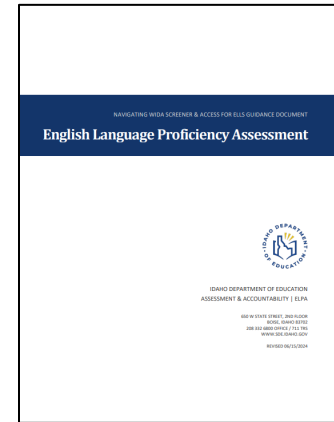 NAVIGATING WIDA SCREENER & ACCESS FOR ELLS GUIDANCE DOCUMENT
English Language Proficiency Assessment
IDAHO DEPARTMENT OF EDUCATION
IDAHO DEPARTMENT OF EDUCATION
ASSESSMENT & ACCOUNTABILITY | ELPA
650 W STATE STREET, 2ND FLOOR
BOISE, IDAHO 83702
208 332 6800 OFFICE / 711 TRS
WWW.SDE.IDAHO.GOV
REVISED 06/15/2024